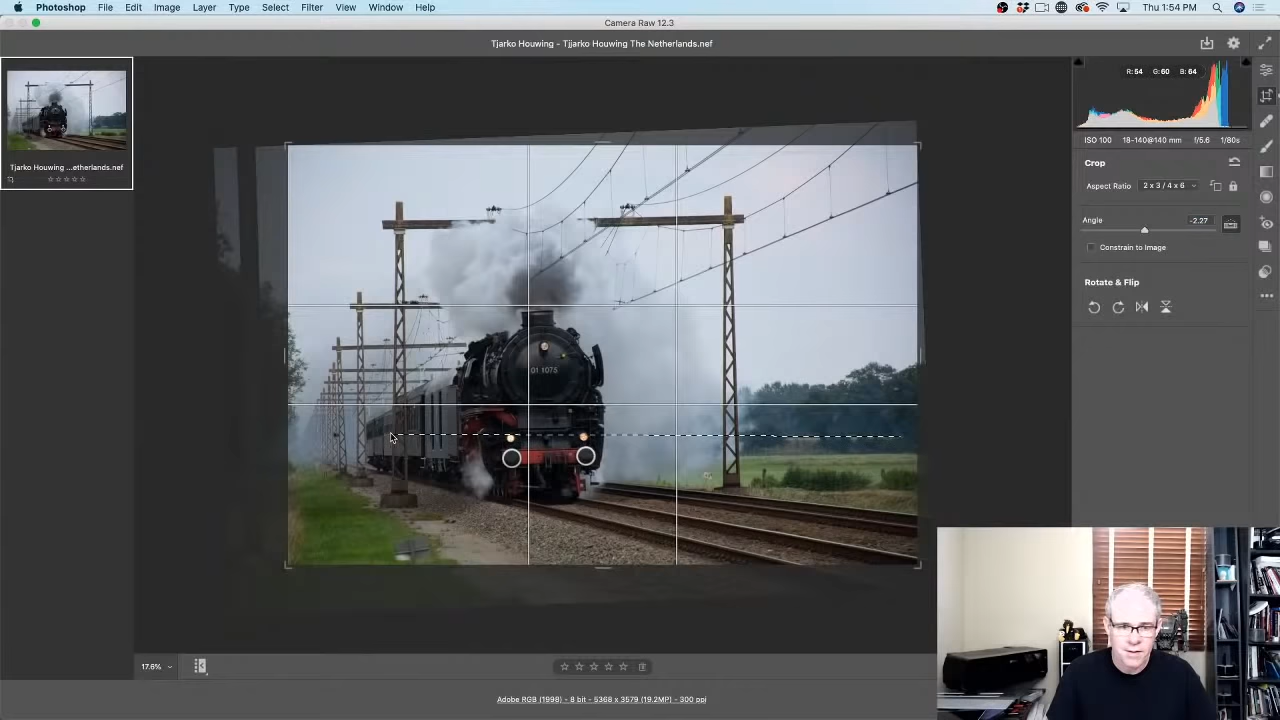 Photoshop File Edit Image Layer Type Select Filter View Window Help Thu 1:54 PM
Camera Raw 12.3
Tjarko Houwing - Tjjarko Houwing The Netherlands.nef
R: 54 G: 60 B: 64
ISO 100 18-140@140 mm f/5.6 1/80s
Tjarko Houwing ...etherlands.nef
Crop
Aspect Ratio 2 x 3 / 4 x 6
Angle -2.27
Constrain to Image
Rotate & Flip
01 1075
17.6%
Adobe RGB (1998) - 8 bit - 5368 x 3579 (19.2MP) - 300 ppi